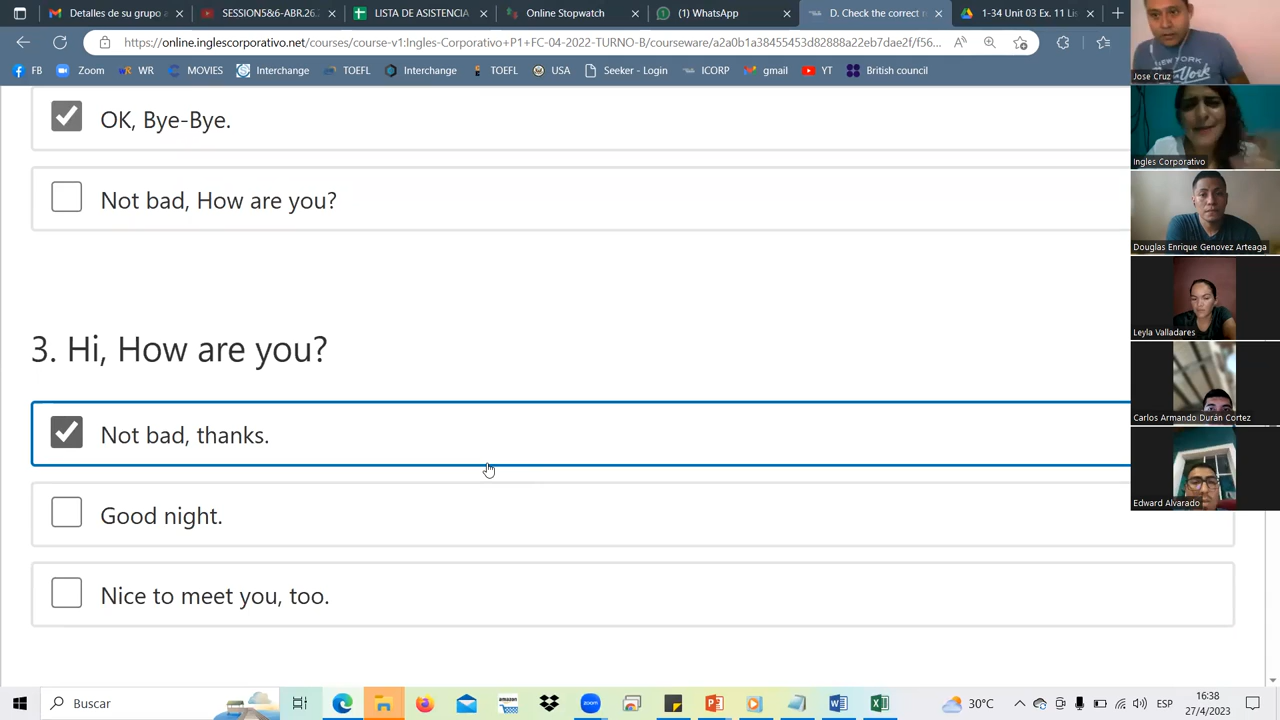 Detalles de su grupo a
SESSION5&6-ABR.26.
LISTA DE ASISTENCIA
Online Stopwatch
(1) WhatsApp
D. Check the correct r
1-34 Unit 03 Ex. 11 Li
https://online.inglescorporativo.net/courses/course-v1:Ingles-Corporativo+P1+FC-04-2022-TURNO-B/courseware/a2a0b1a38455453d82888a22eb7dae2f/f56...
FB
Zoom
WR
MOVIES
Interchange
TOEFL
Interchange
TOEFL
USA
Seeker - Login
ICORP
gmail
YT
British council
OK, Bye-Bye.
Not bad, How are you?
3. Hi, How are you?
Not bad, thanks.
Good night.
Nice to meet you, too.
NEW YORK
Jose Cruz
Ingles Corporativo
Douglas Enrique Genovez Arteaga
Leyla Valladares
Carlos Armando Durán Cortez
Edward Alvarado
Buscar
amazon
zoom
30°C
ESP
16:38
27/4/2023